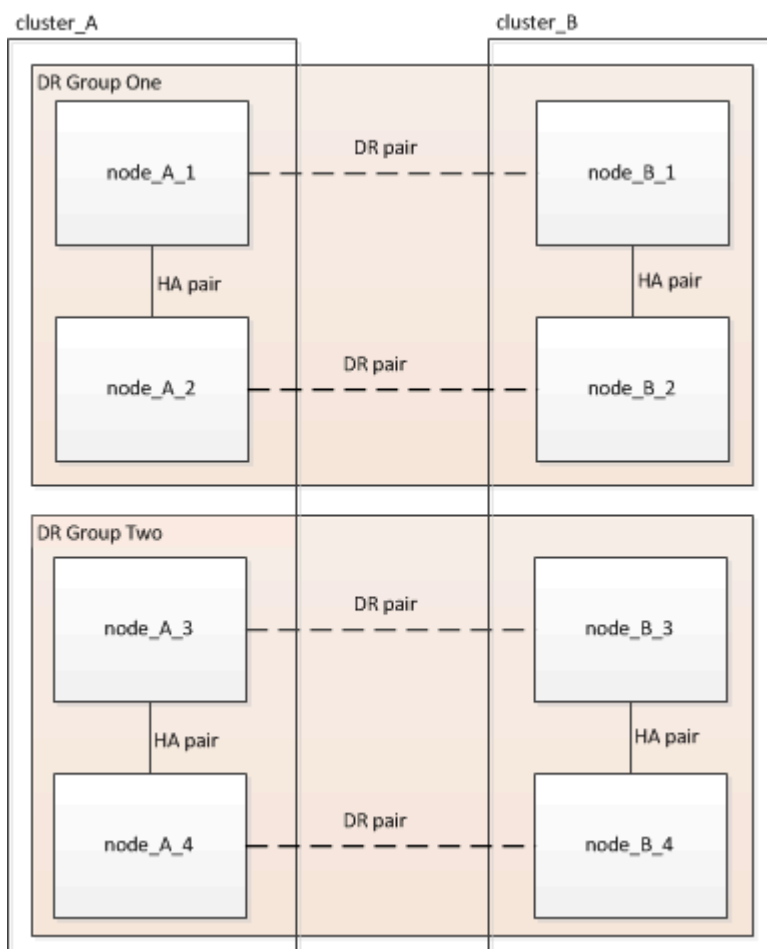 cluster_A
cluster_B
DR Group One
node_A_1
DR pair
node_B_1
HA pair
HA pair
node_A_2
DR pair
node_B_2
DR Group Two
node_A_3
DR pair
node_B_3
HA pair
HA pair
node_A_4
DR pair
node_B_4